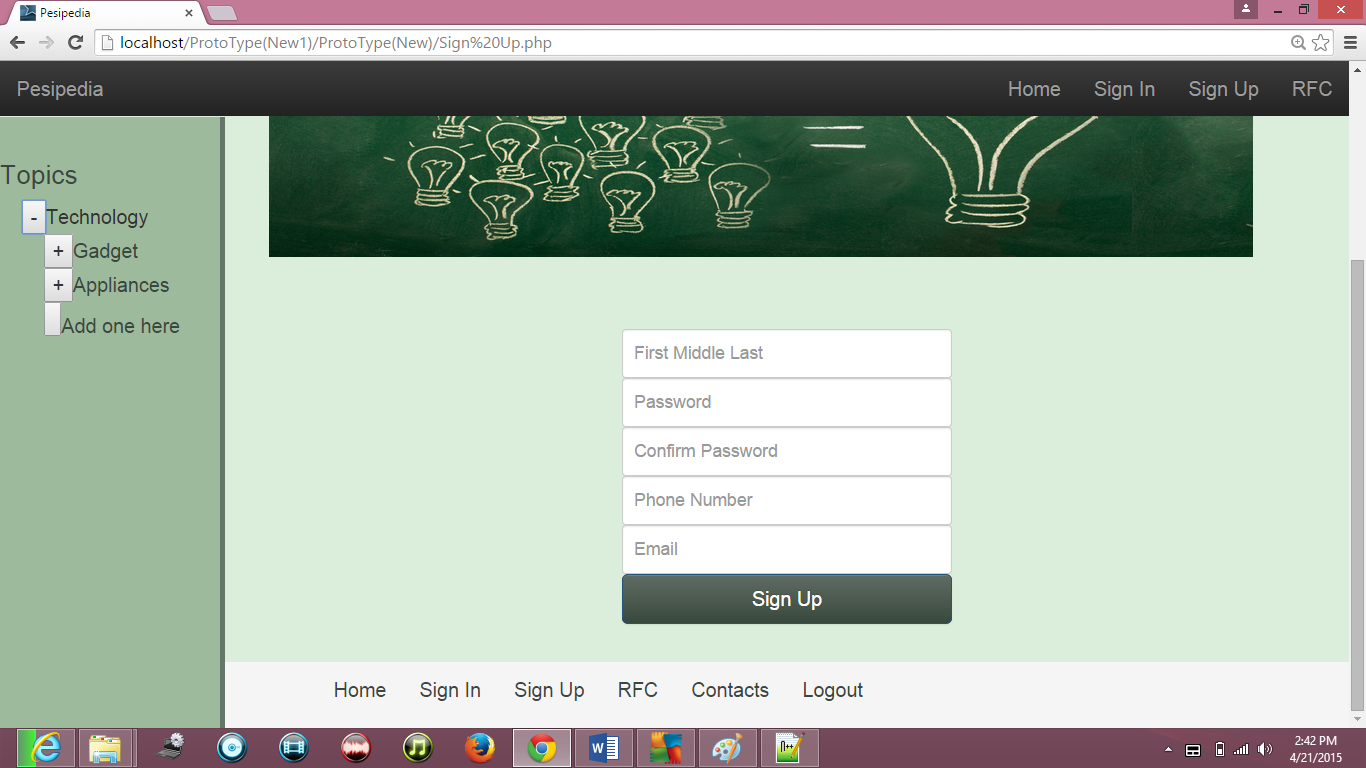 Pesipedia
localhost/ProtoType(New1)/ProtoType(New)/Sign%20Up.php
Pesipedia
Home Sign In Sign Up RFC
Topics
- Technology
+ Gadget
+ Appliances
Add one here
=
First Middle Last
Password
Confirm Password
Phone Number
Email
Sign Up
Home Sign In Sign Up RFC Contacts Logout
2:42 PM
4/21/2015